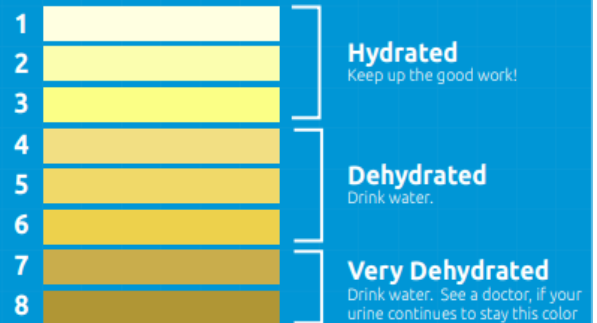 1
2
3
Hydrated
Keep up the good work!
4
5
6
Dehydrated
Drink water.
7
8
Very Dehydrated
Drink water. See a doctor, if your
urine continues to stay this color